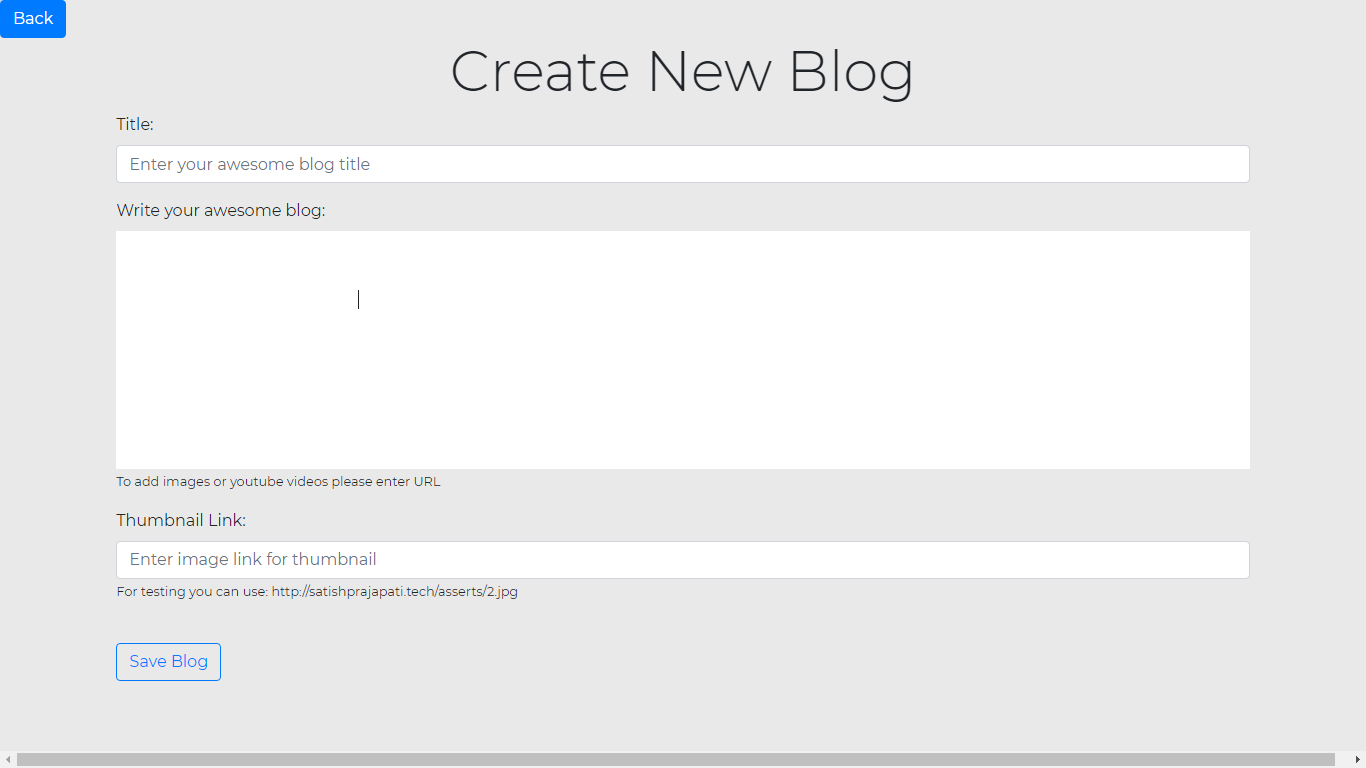 Back
Create New Blog
Title:
Enter your awesome blog title
Write your awesome blog:
To add images or youtube videos please enter URL
Thumbnail Link:
Enter image link for thumbnail
For testing you can use: http://satishprajapati.tech/asserts/2.jpg
Save Blog